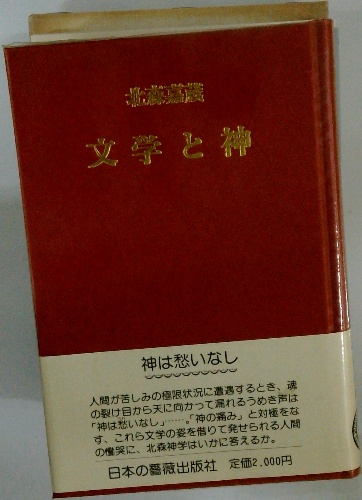 北森嘉蔵
文学と神
神は愁いなし
人間が苦しみの極限状況に遭遇するとき、魂
の裂け目から天に向かって漏れるうめき声は
「神は愁いなし」……。「神の痛み」と対極をな
す、これら文学の姿を借りて発せられる人間
の慟哭に、北森神学はいかに答えるか。
日本の薔薇出版社 定価2,000円